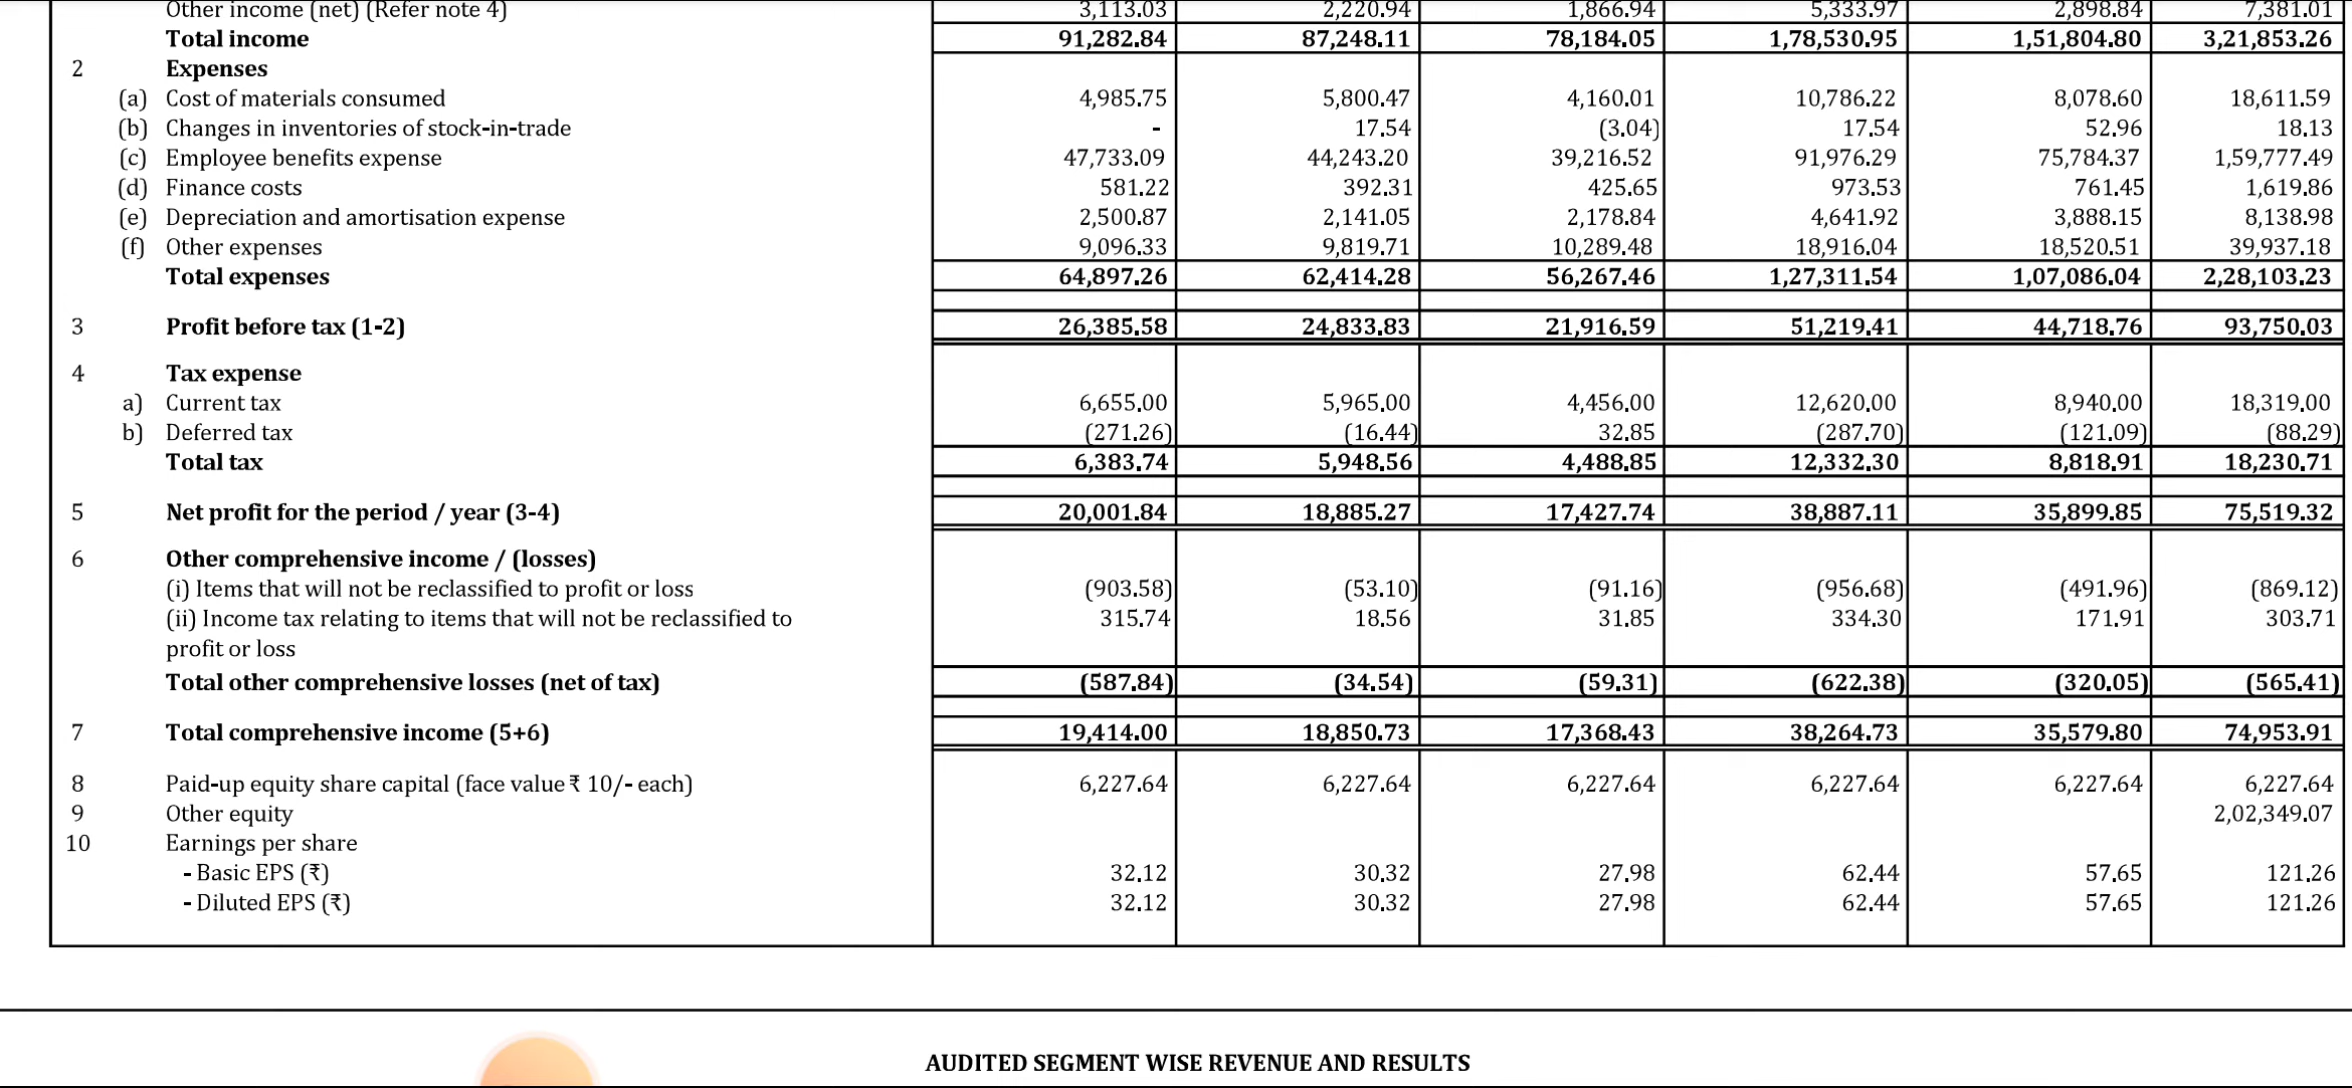 Other income (net) (Refer note 4) 3,113.03 2,220.94 1,866.94 5,333.97 2,898.84 7,381.01
Total income 91,282.84 87,248.11 78,184.05 1,78,530.95 1,51,804.80 3,21,853.26
2 Expenses
(a) Cost of materials consumed 4,985.75 5,800.47 4,160.01 10,786.22 8,078.60 18,611.59
(b) Changes in inventories of stock-in-trade - 17.54 (3.04) 17.54 52.96 18.13
(c) Employee benefits expense 47,733.09 44,243.20 39,216.52 91,976.29 75,784.37 1,59,777.49
(d) Finance costs 581.22 392.31 425.65 973.53 761.45 1,619.86
(e) Depreciation and amortisation expense 2,500.87 2,141.05 2,178.84 4,641.92 3,888.15 8,138.98
(f) Other expenses 9,096.33 9,819.71 10,289.48 18,916.04 18,520.51 39,937.18
Total expenses 64,897.26 62,414.28 56,267.46 1,27,311.54 1,07,086.04 2,28,103.23
3 Profit before tax (1-2) 26,385.58 24,833.83 21,916.59 51,219.41 44,718.76 93,750.03
4 Tax expense
a) Current tax 6,655.00 5,965.00 4,456.00 12,620.00 8,940.00 18,319.00
b) Deferred tax (271.26) (16.44) 32.85 (287.70) (121.09) (88.29)
Total tax 6,383.74 5,948.56 4,488.85 12,332.30 8,818.91 18,230.71
5 Net profit for the period / year (3-4) 20,001.84 18,885.27 17,427.74 38,887.11 35,899.85 75,519.32
6 Other comprehensive income / (losses)
(i) Items that will not be reclassified to profit or loss (903.58) (53.10) (91.16) (956.68) (491.96) (869.12)
(ii) Income tax relating to items that will not be reclassified to 315.74 18.56 31.85 334.30 171.91 303.71
profit or loss
Total other comprehensive losses (net of tax) (587.84) (34.54) (59.31) (622.38) (320.05) (565.41)
7 Total comprehensive income (5+6) 19,414.00 18,850.73 17,368.43 38,264.73 35,579.80 74,953.91
8 Paid-up equity share capital (face value ₹ 10/- each) 6,227.64 6,227.64 6,227.64 6,227.64 6,227.64 6,227.64
9 Other equity 2,02,349.07
10 Earnings per share
- Basic EPS (₹) 32.12 30.32 27.98 62.44 57.65 121.26
- Diluted EPS (₹) 32.12 30.32 27.98 62.44 57.65 121.26
AUDITED SEGMENT WISE REVENUE AND RESULTS